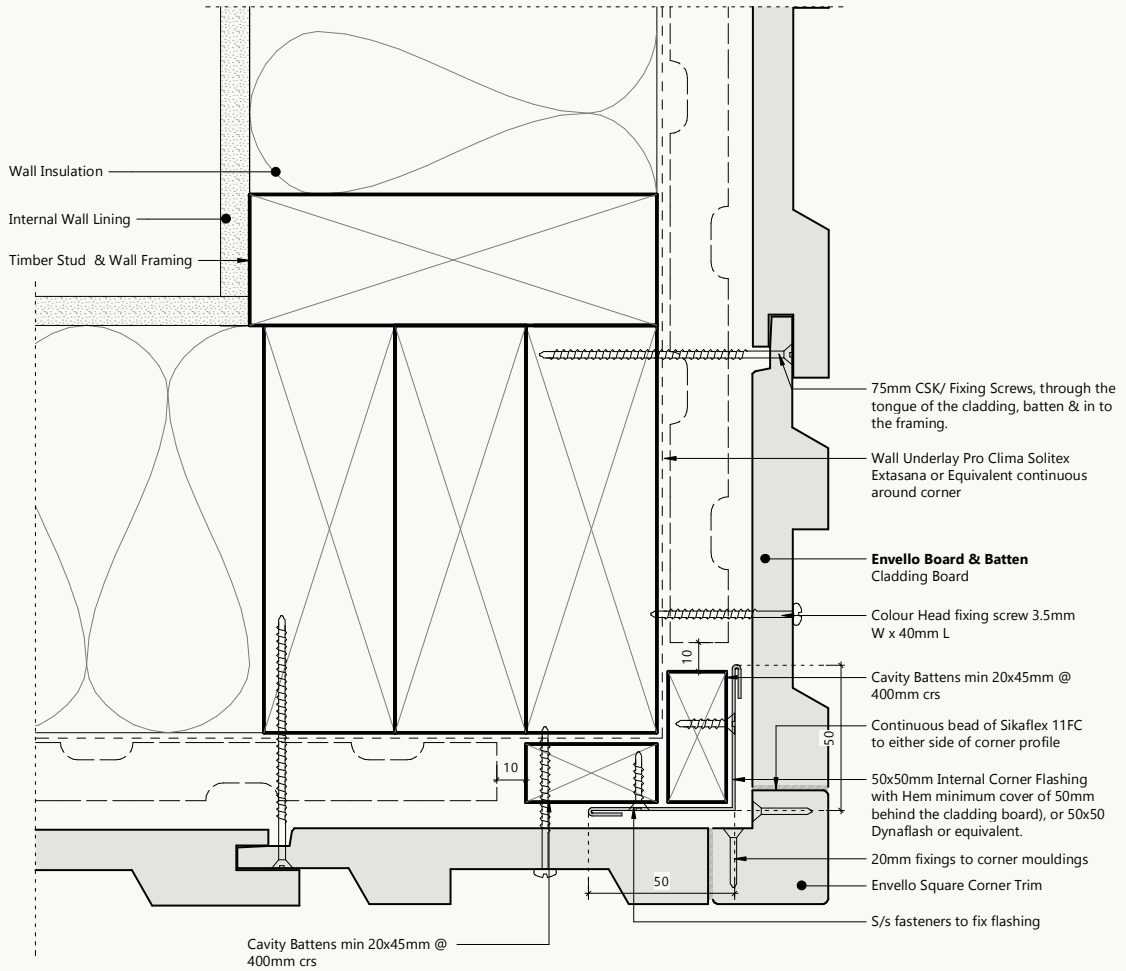 Wall Insulation
Internal Wall Lining
Timber Stud & Wall Framing
75mm CSK/ Fixing Screws, through the
tongue of the cladding, batten & in to
the framing.
Wall Underlay Pro Clima Solitex
Extasana or Equivalent continuous
around corner
Envello Board & Batten
Cladding Board
Colour Head fixing screw 3.5mm
W x 40mm L
10
Cavity Battens min 20x45mm @
400mm crs
Continuous bead of Sikaflex 11FC
to either side of corner profile
50
10
50x50mm Internal Corner Flashing
with Hem minimum cover of 50mm
behind the cladding board), or 50x50
Dynaflash or equivalent.
20mm fixings to corner mouldings
50
Envello Square Corner Trim
S/s fasteners to fix flashing
Cavity Battens min 20x45mm @
400mm crs